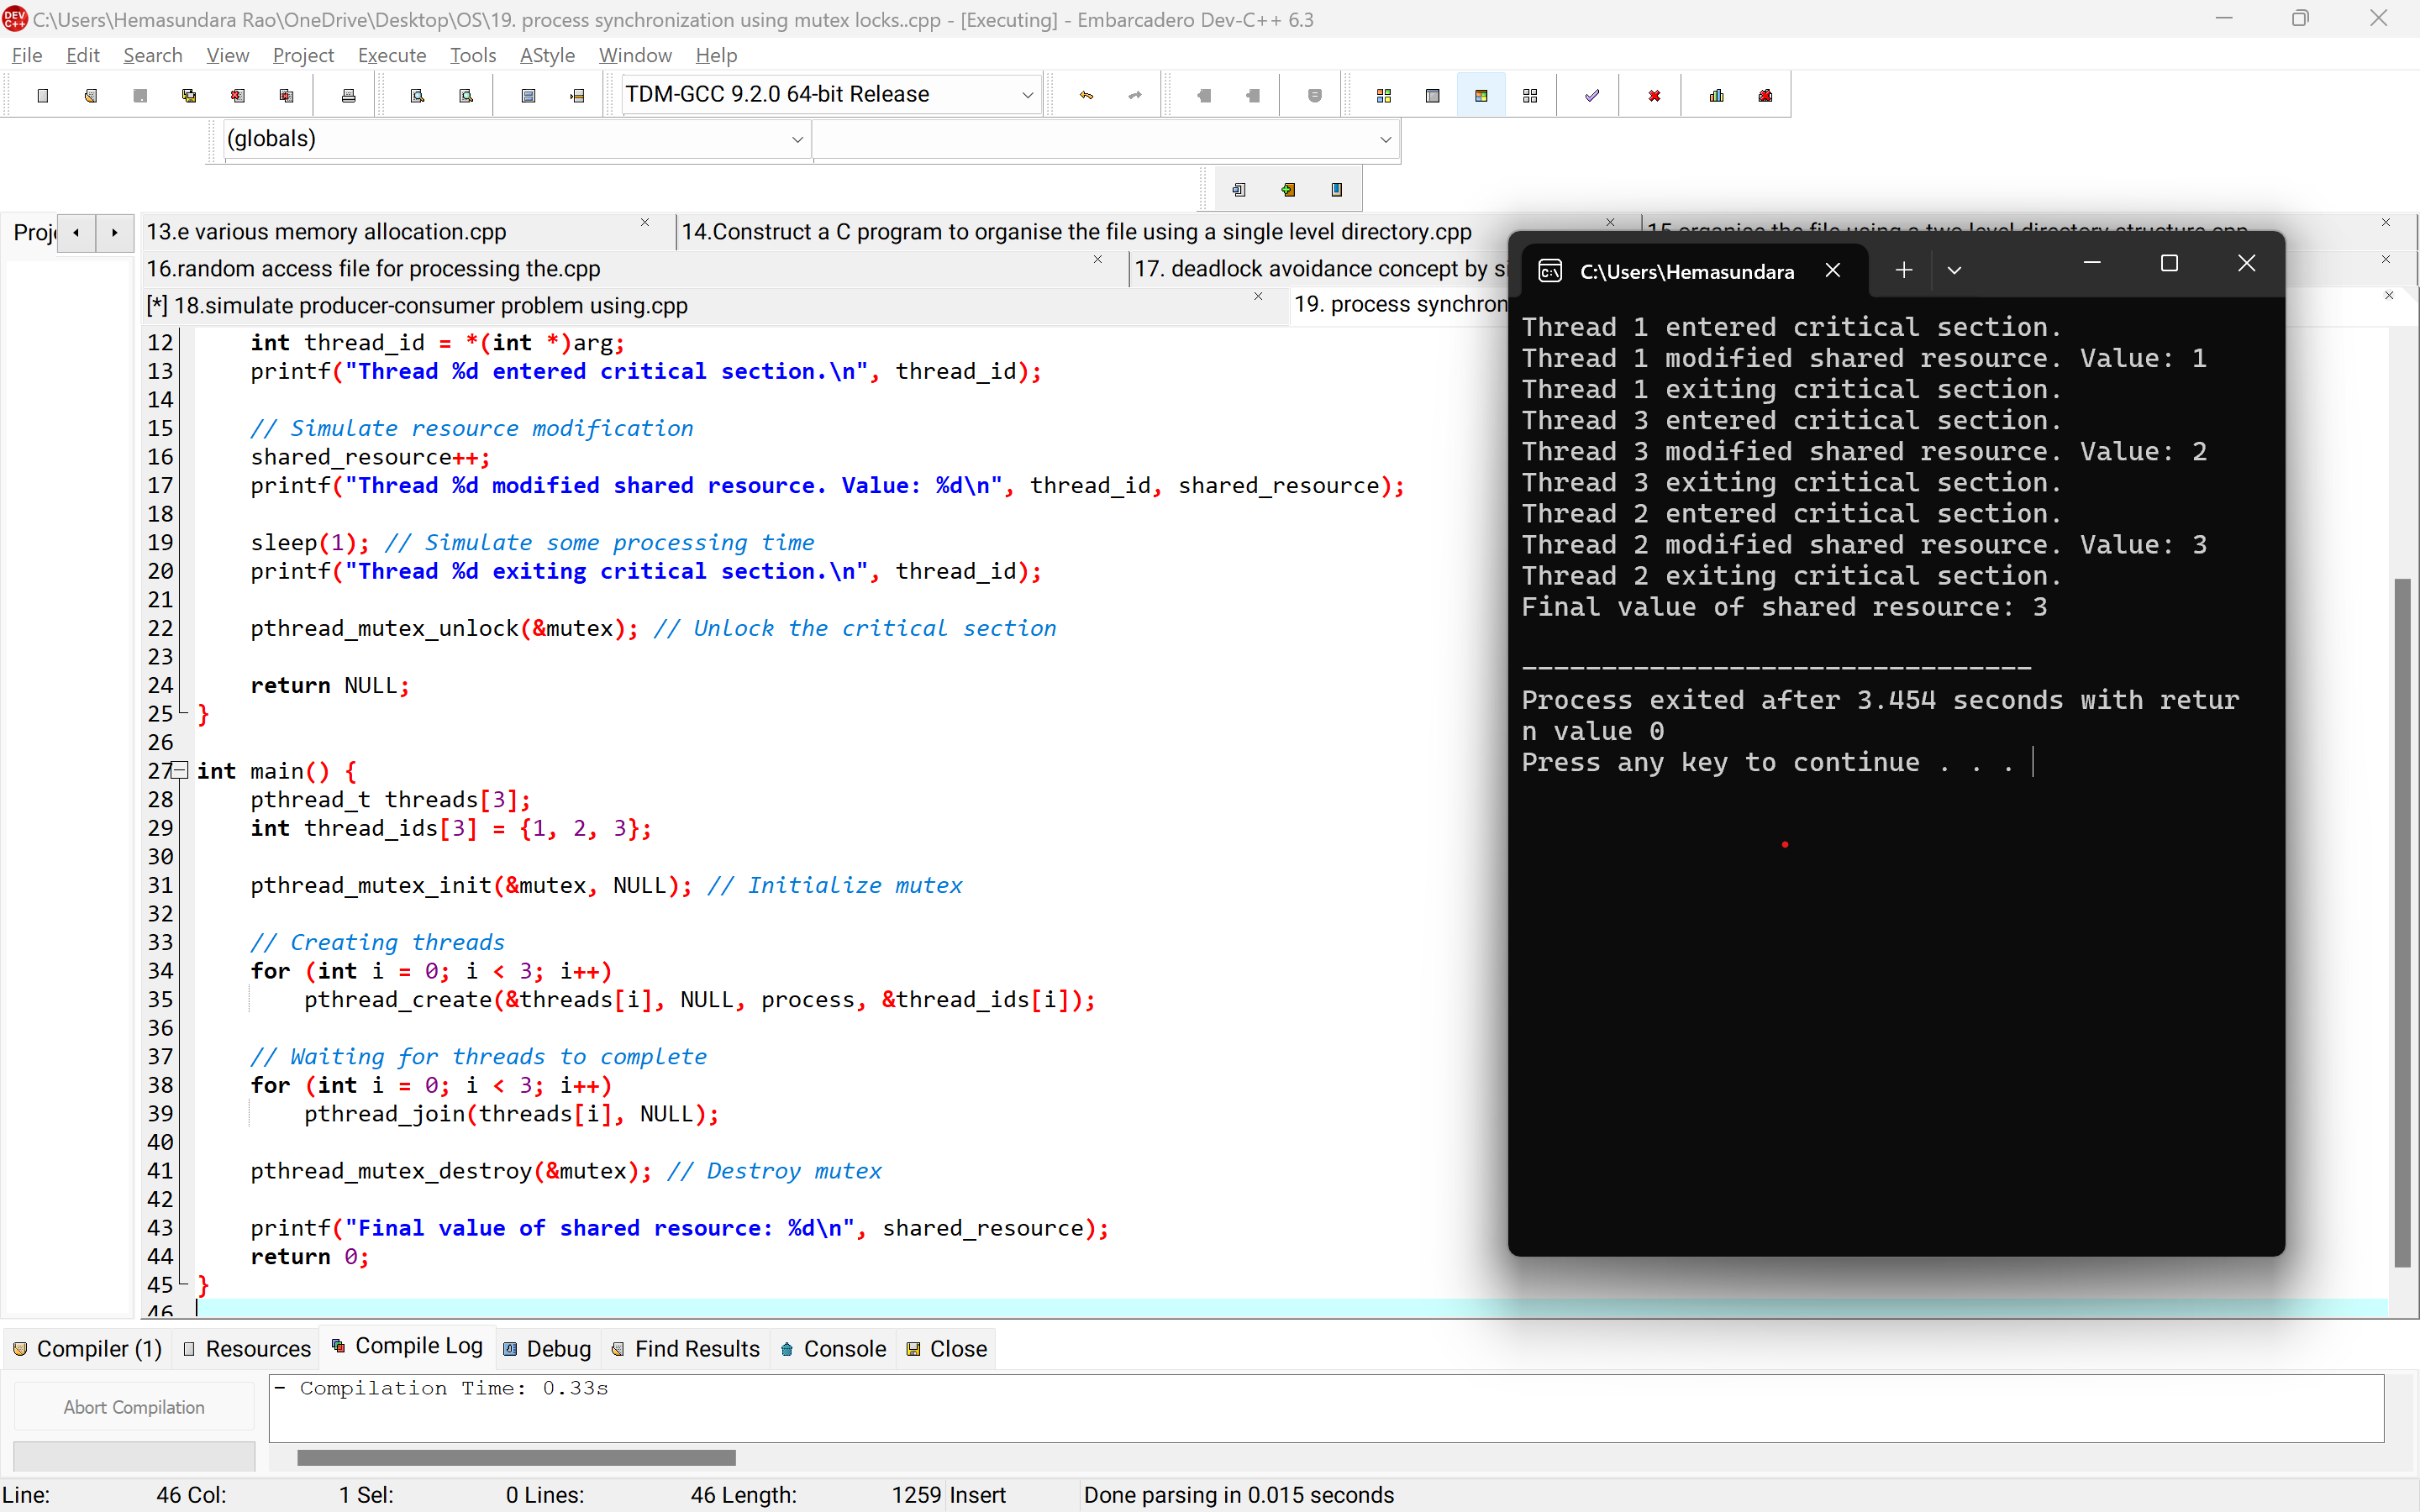 C:\Users\Hemasundara Rao\OneDrive\Desktop\OS\19. process synchronization using mutex locks..cpp - [Executing] - Embarcadero Dev-C++ 6.3
File Edit Search View Project Execute Tools AStyle Window Help
TDM-GCC 9.2.0 64-bit Release
(globals)
Proj
13.e various memory allocation.cpp
14.Construct a C program to organise the file using a single level directory.cpp
15.organise the file using a two level directory structure.cpp
16.random access file for processing the.cpp
17. deadlock avoidance concept by si
[*] 18.simulate producer-consumer problem using.cpp
19. process synchron
12 int thread_id = *(int *)arg;
13 printf("Thread %d entered critical section.\n", thread_id);
14
15 // Simulate resource modification
16 shared_resource++;
17 printf("Thread %d modified shared resource. Value: %d\n", thread_id, shared_resource);
18
19 sleep(1); // Simulate some processing time
20 printf("Thread %d exiting critical section.\n", thread_id);
21
22 pthread_mutex_unlock(&mutex); // Unlock the critical section
23
24 return NULL;
25 }
26
27 int main() {
28 pthread_t threads[3];
29 int thread_ids[3] = {1, 2, 3};
30
31 pthread_mutex_init(&mutex, NULL); // Initialize mutex
32
33 // Creating threads
34 for (int i = 0; i < 3; i++)
35 pthread_create(&threads[i], NULL, process, &thread_ids[i]);
36
37 // Waiting for threads to complete
38 for (int i = 0; i < 3; i++)
39 pthread_join(threads[i], NULL);
40
41 pthread_mutex_destroy(&mutex); // Destroy mutex
42
43 printf("Final value of shared resource: %d\n", shared_resource);
44 return 0;
45 }
46
C:\Users\Hemasundara
Thread 1 entered critical section.
Thread 1 modified shared resource. Value: 1
Thread 1 exiting critical section.
Thread 3 entered critical section.
Thread 3 modified shared resource. Value: 2
Thread 3 exiting critical section.
Thread 2 entered critical section.
Thread 2 modified shared resource. Value: 3
Thread 2 exiting critical section.
Final value of shared resource: 3
--------------------------------
Process exited after 3.454 seconds with retur
n value 0
Press any key to continue . . .
Compiler (1) Resources Compile Log Debug Find Results Console Close
Abort Compilation
- Compilation Time: 0.33s
Line: 46 Col: 1 Sel: 0 Lines: 46 Length: 1259 Insert Done parsing in 0.015 seconds